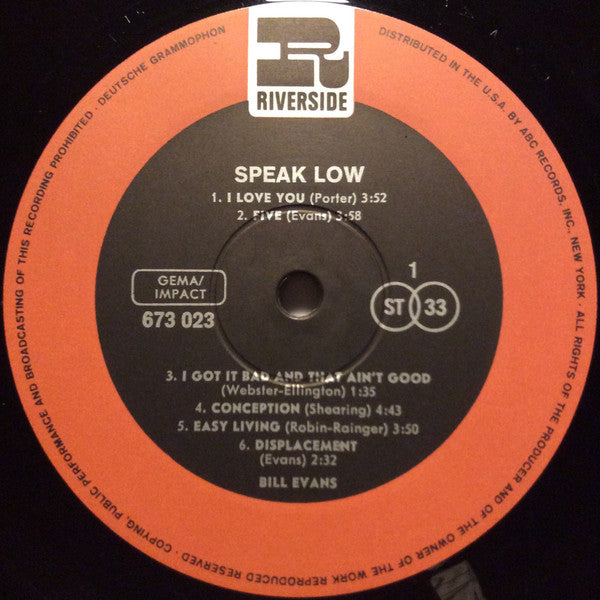 R
RIVERSIDE
SPEAK LOW
1. I LOVE YOU (Porter) 3:52
2. FIVE (Evans) 3:58
GEMA/
IMPACT
673 023
1
ST 33
3. I GOT IT BAD AND THAT AIN'T GOOD
(Webster-Ellington) 1:35
4. CONCEPTION (Shearing) 4:43
5. EASY LIVING (Robin-Rainger) 3:50
6. DISPLACEMENT
(Evans) 2:32
BILL EVANS
DISTRIBUTED IN THE U.S.A. BY ABC RECORDS, INC., NEW YORK · ALL RIGHTS OF THE PRODUCER AND OF THE OWNER OF THE WORK REPRODUCED RESERVED · COPYING, PUBLIC PERFORMANCE AND BROADCASTING OF THIS RECORDING PROHIBITED · DEUTSCHE GRAMMOPHON